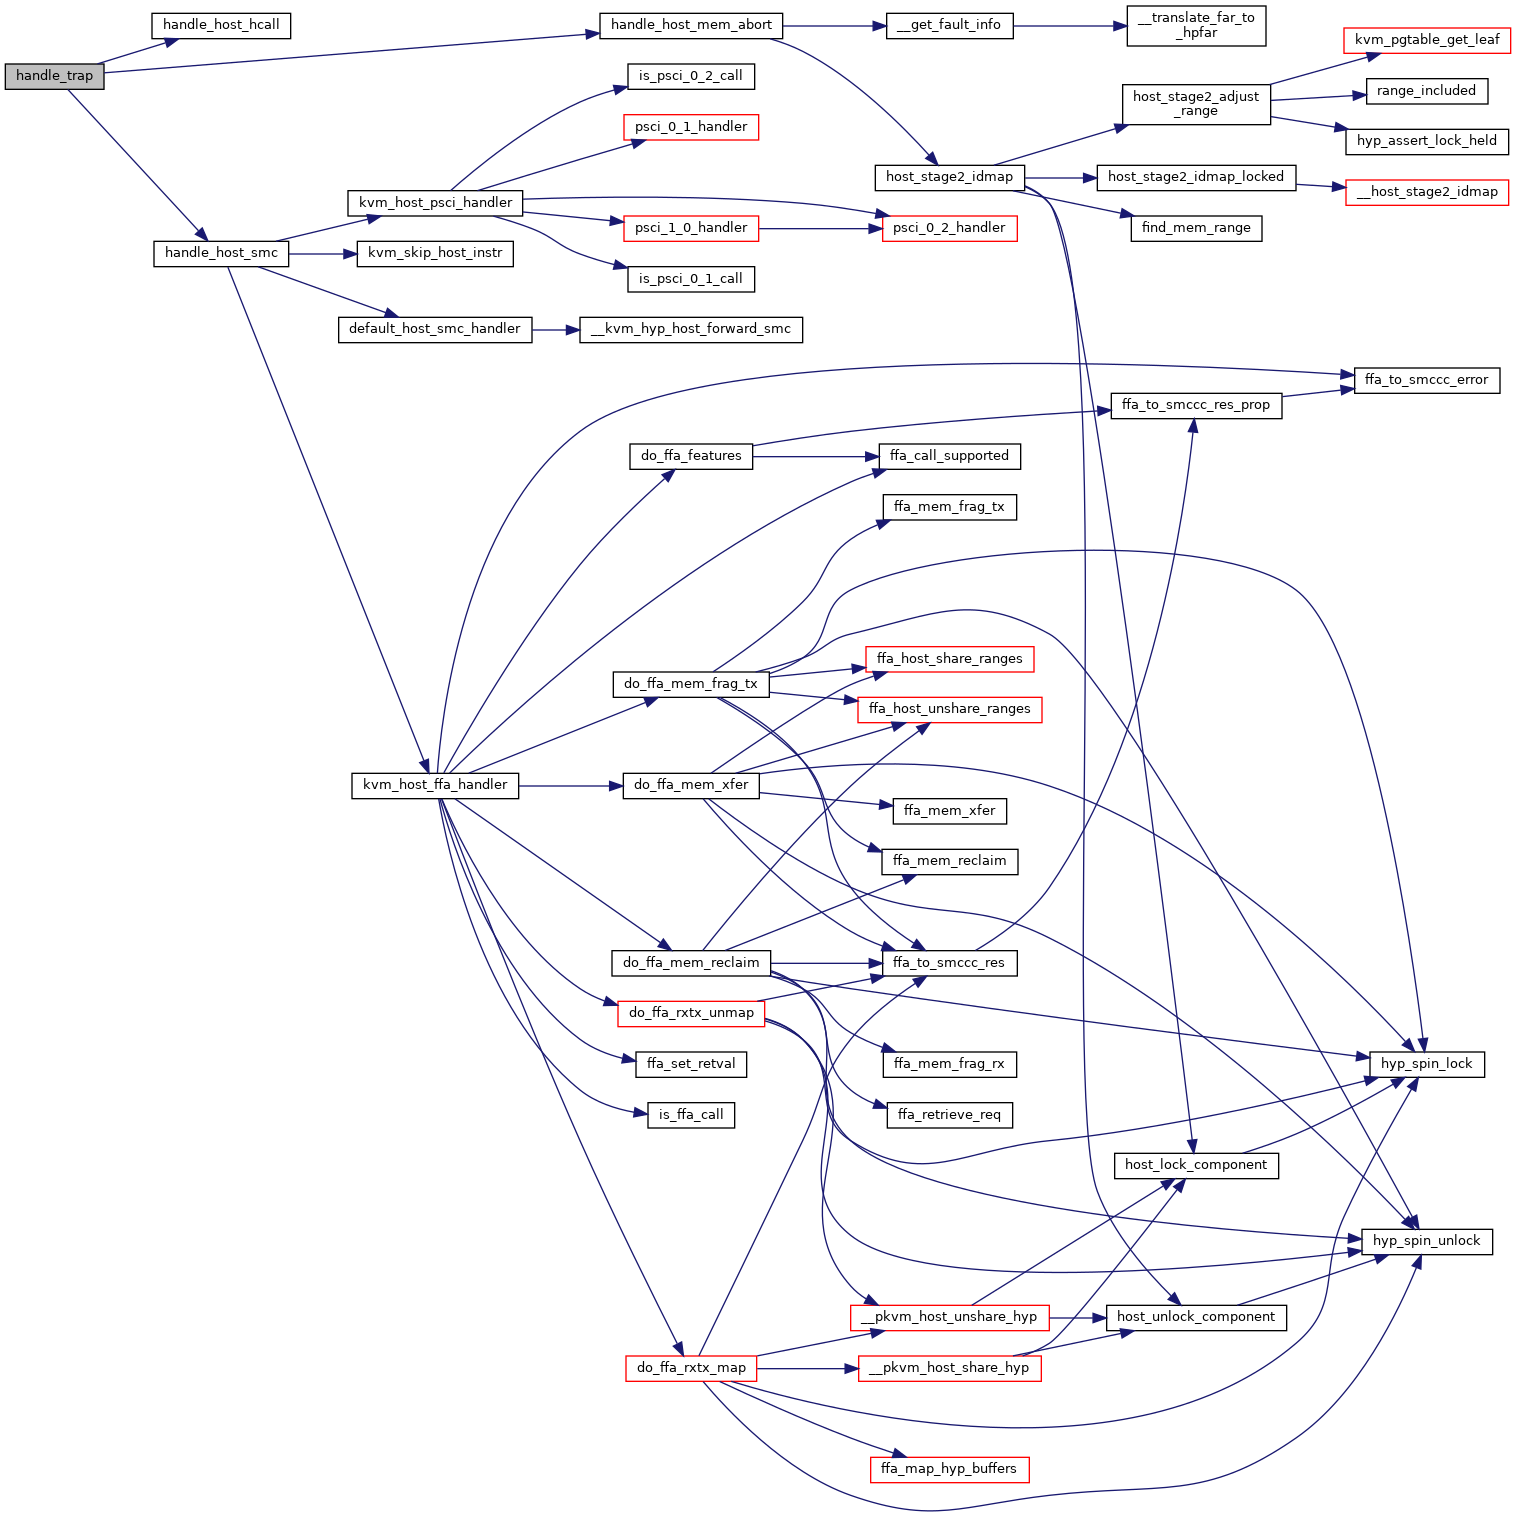 handle_host_hcall
handle_host_mem_abort
__get_fault_info
__translate_far_to
_hpfar
kvm_pgtable_get_leaf
handle_trap
is_psci_0_2_call
host_stage2_adjust
_range
range_included
psci_0_1_handler
hyp_assert_lock_held
host_stage2_idmap
host_stage2_idmap_locked
__host_stage2_idmap
kvm_host_psci_handler
psci_1_0_handler
psci_0_2_handler
find_mem_range
handle_host_smc
kvm_skip_host_instr
is_psci_0_1_call
default_host_smc_handler
__kvm_hyp_host_forward_smc
ffa_to_smccc_error
ffa_to_smccc_res_prop
do_ffa_features
ffa_call_supported
ffa_mem_frag_tx
ffa_host_share_ranges
do_ffa_mem_frag_tx
ffa_host_unshare_ranges
kvm_host_ffa_handler
do_ffa_mem_xfer
ffa_mem_xfer
ffa_mem_reclaim
do_ffa_mem_reclaim
ffa_to_smccc_res
do_ffa_rxtx_unmap
ffa_set_retval
ffa_mem_frag_rx
hyp_spin_lock
is_ffa_call
ffa_retrieve_req
host_lock_component
hyp_spin_unlock
__pkvm_host_unshare_hyp
host_unlock_component
do_ffa_rxtx_map
__pkvm_host_share_hyp
ffa_map_hyp_buffers